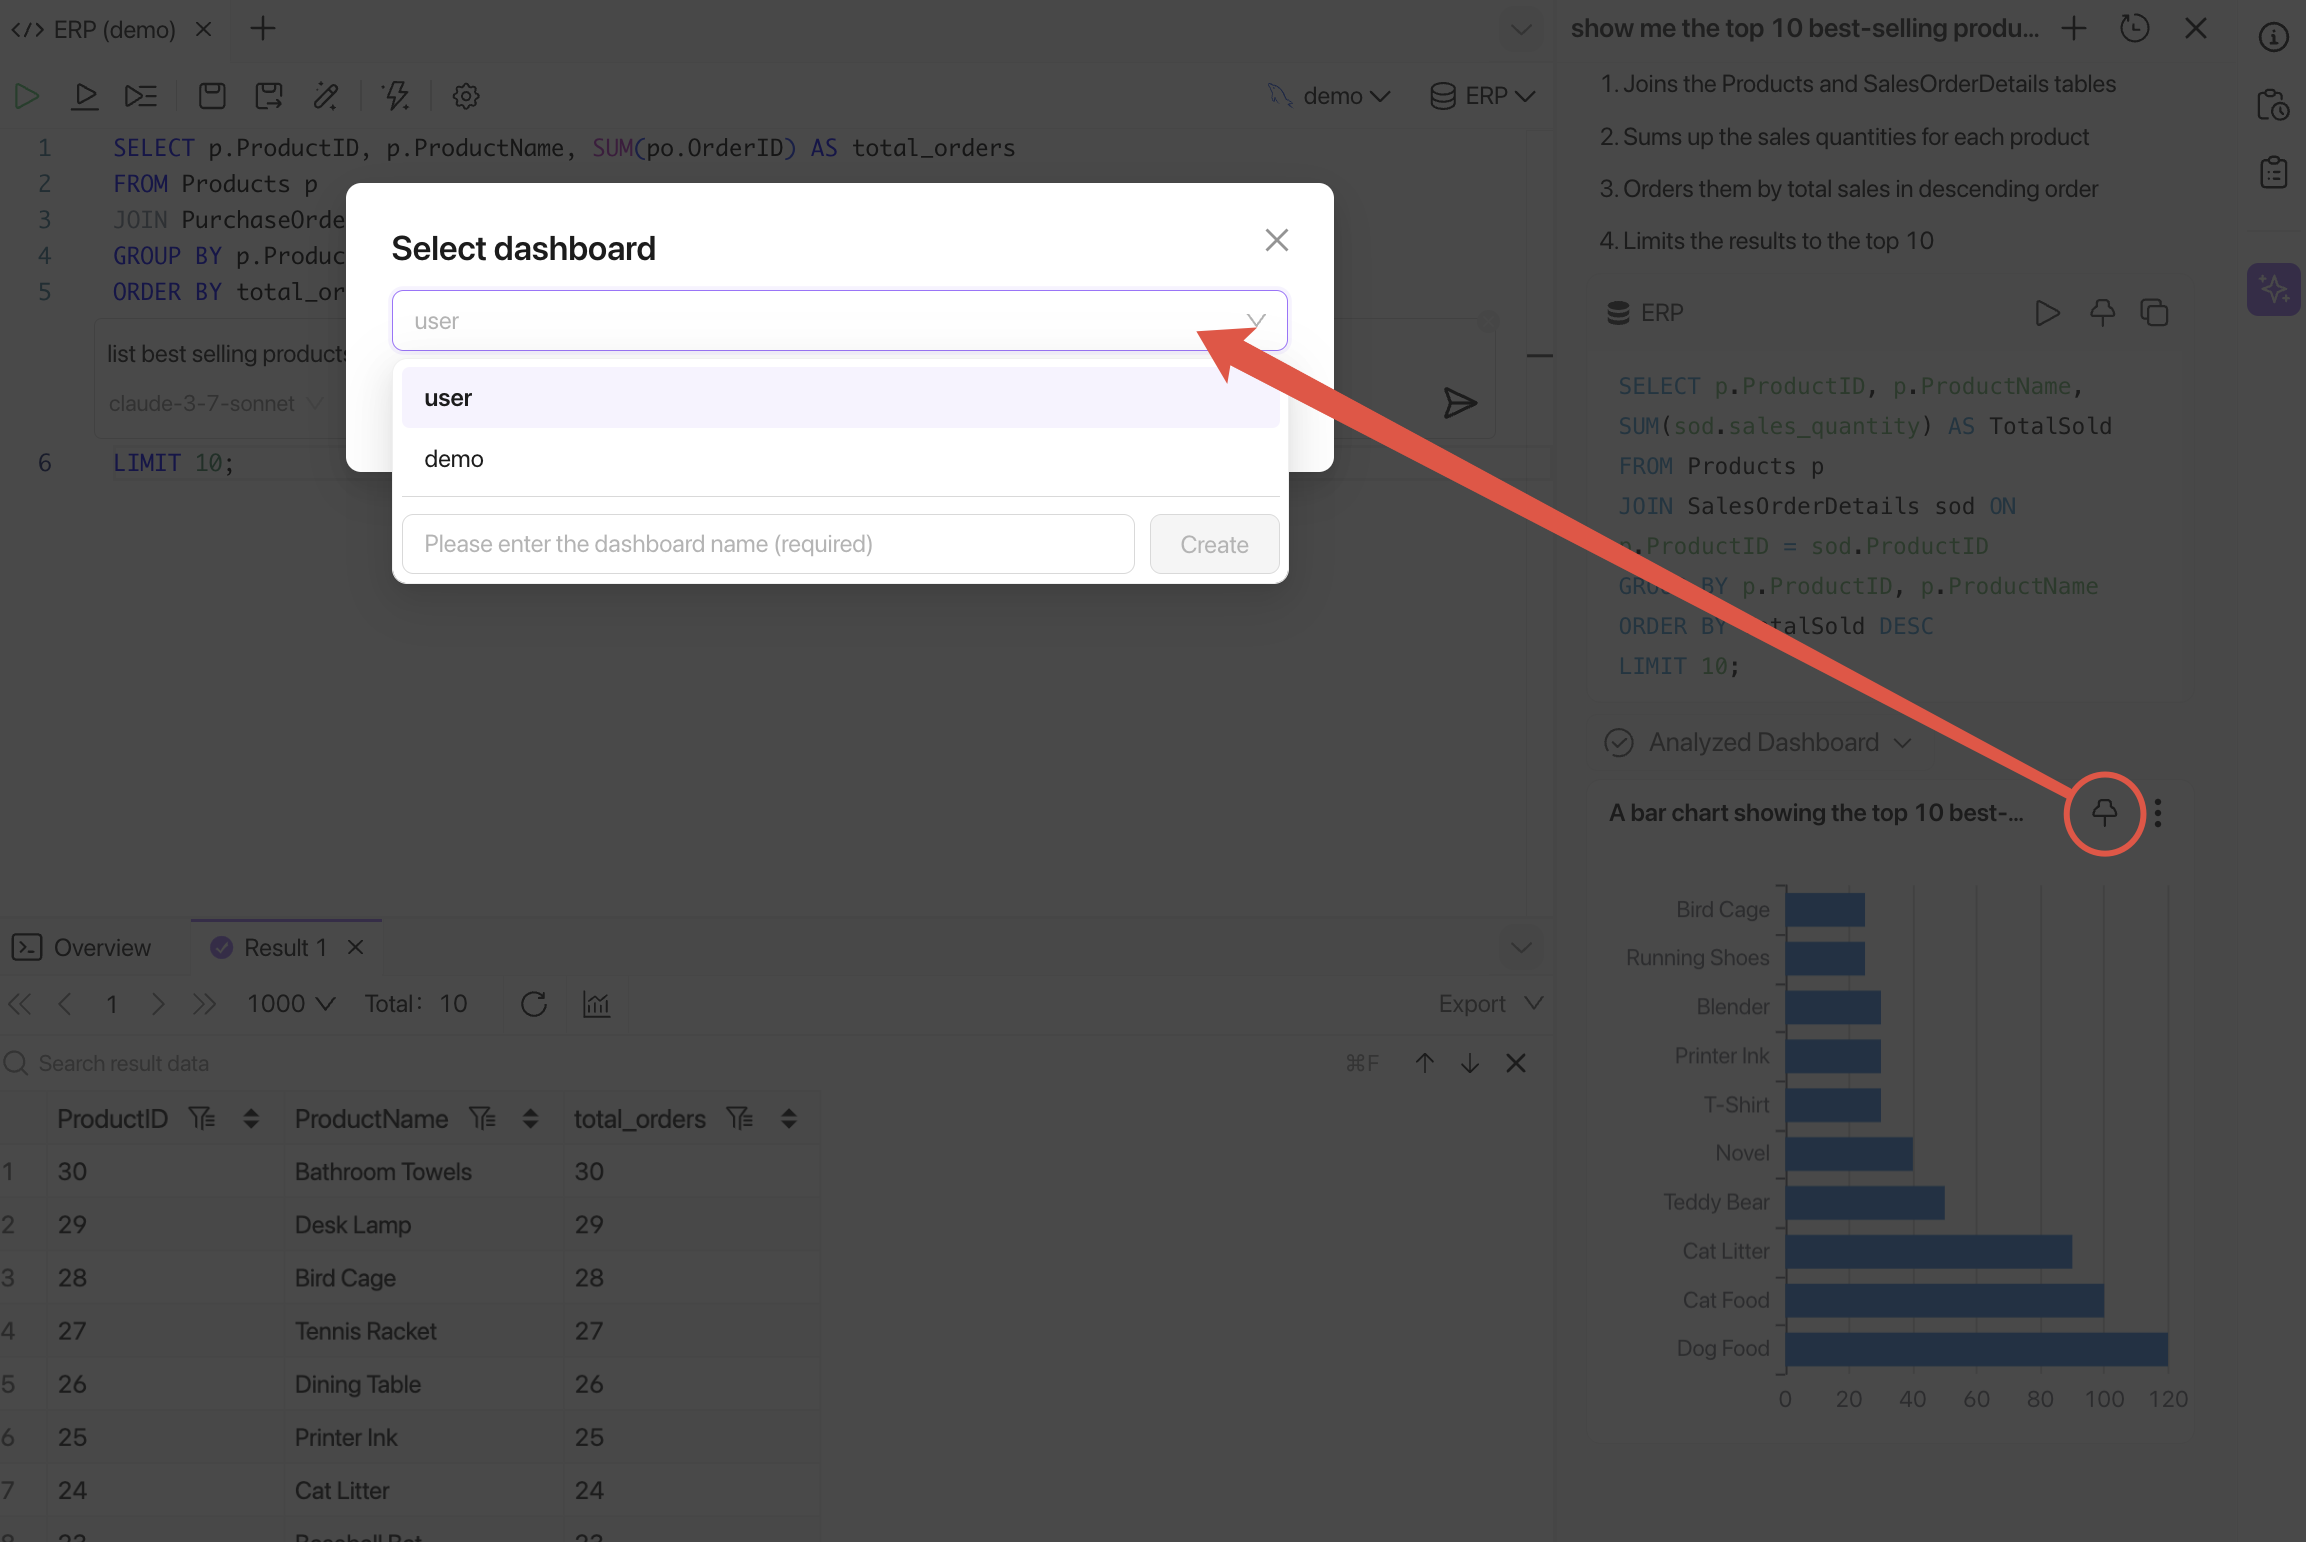 ERP (demo)
demo
ERP
1 SELECT p.ProductID, p.ProductName, SUM(po.OrderID) AS total_orders
2 FROM Products p
3 JOIN PurchaseOrde
4 GROUP BY p.Produc
5 ORDER BY total_or
list best selling products
claude-3-7-sonnet
6 LIMIT 10;
Select dashboard
user
user
demo
Please enter the dashboard name (required)
Create
Overview
Result 1
1
1000
Total: 10
Export
Search result data
⌘F
ProductID ProductName total_orders
1 30 Bathroom Towels 30
2 29 Desk Lamp 29
3 28 Bird Cage 28
4 27 Tennis Racket 27
5 26 Dining Table 26
6 25 Printer Ink 25
7 24 Cat Litter 24
show me the top 10 best-selling produ...
1. Joins the Products and SalesOrderDetails tables
2. Sums up the sales quantities for each product
3. Orders them by total sales in descending order
4. Limits the results to the top 10
ERP
SELECT p.ProductID, p.ProductName,
SUM(sod.sales_quantity) AS TotalSold
FROM Products p
JOIN SalesOrderDetails sod ON
p.ProductID = sod.ProductID
GROUP BY p.ProductID, p.ProductName
ORDER BY TotalSold DESC
LIMIT 10;
Analyzed Dashboard
A bar chart showing the top 10 best-...
Bird Cage
Running Shoes
Blender
Printer Ink
T-Shirt
Novel
Teddy Bear
Cat Litter
Cat Food
Dog Food
0 20 40 60 80 100 120